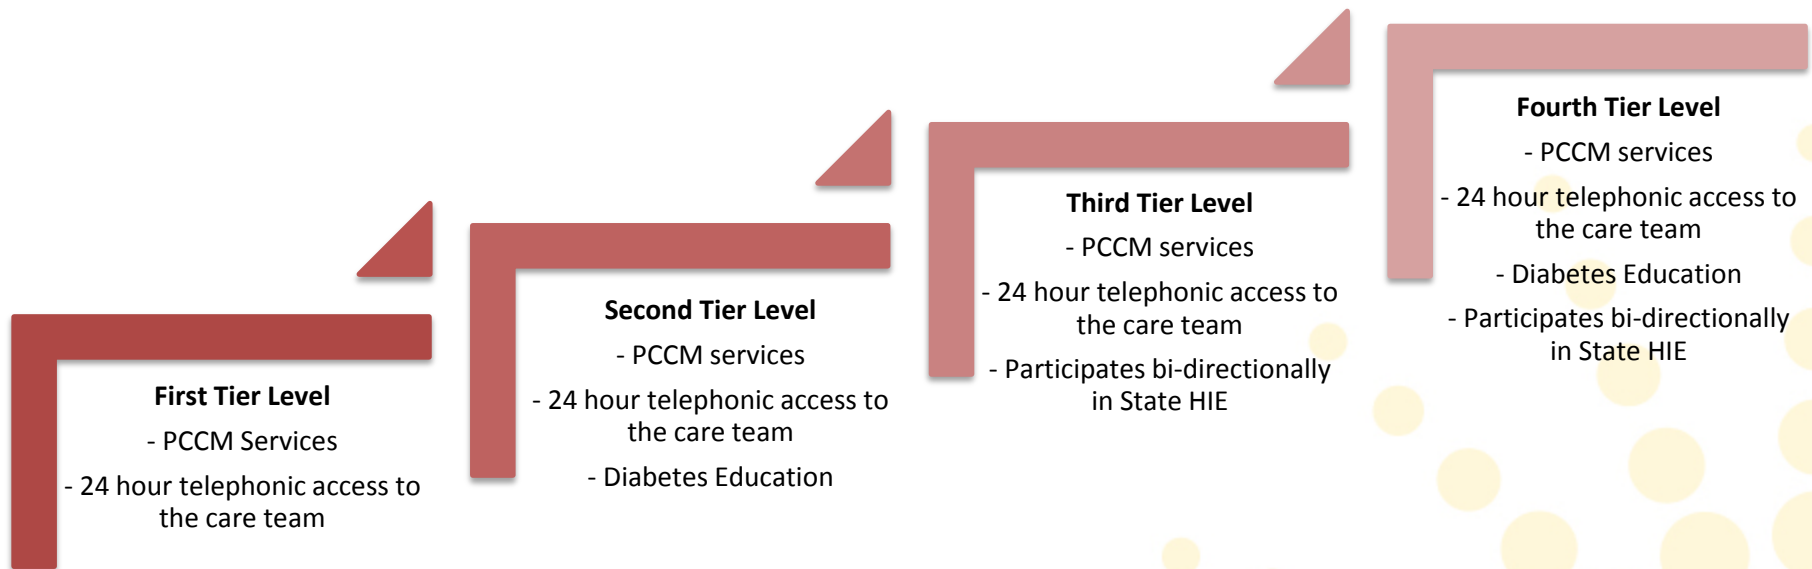 First Tier Level
- PCCM Services
- 24 hour telephonic access to
the care team
Second Tier Level
- PCCM services
- 24 hour telephonic access to
the care team
- Diabetes Education
Third Tier Level
- PCCM services
- 24 hour telephonic access to
the care team
- Participates bi-directionally
in State HIE
Fourth Tier Level
- PCCM services
- 24 hour telephonic access to
the care team
- Diabetes Education
- Participates bi-directionally
in State HIE